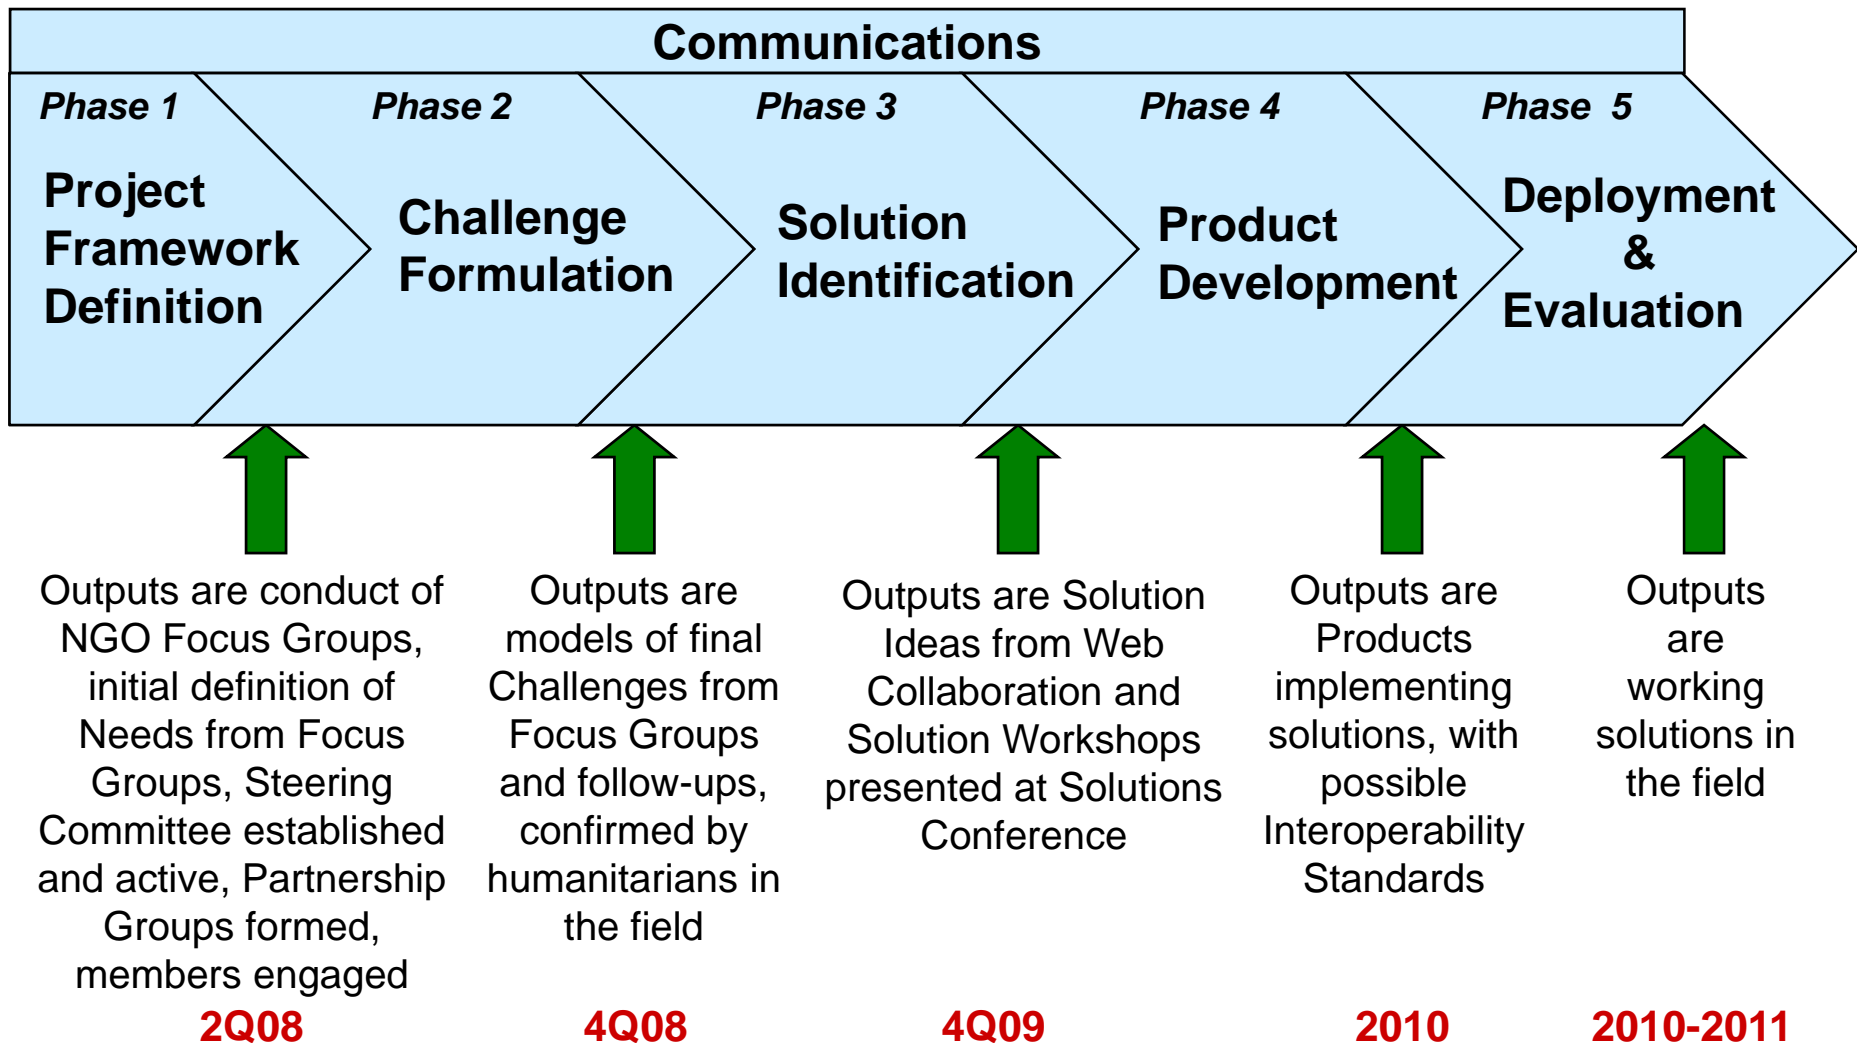 Communications
Phase 1
Project
Framework
Definition
Phase 2
Challenge
Formulation
Phase 3
Solution
Identification
Phase 4
Product
Development
Phase 5
Deployment
&
Evaluation
Outputs are conduct of
NGO Focus Groups,
initial definition of
Needs from Focus
Groups, Steering
Committee established
and active, Partnership
Groups formed,
members engaged
2Q08
Outputs are
models of final
Challenges from
Focus Groups
and follow-ups,
confirmed by
humanitarians in
the field
4Q08
Outputs are Solution
Ideas from Web
Collaboration and
Solution Workshops
presented at Solutions
Conference
4Q09
Outputs are
Products
implementing
solutions, with
possible
Interoperability
Standards
2010
Outputs
are
working
solutions in
the field
2010-2011